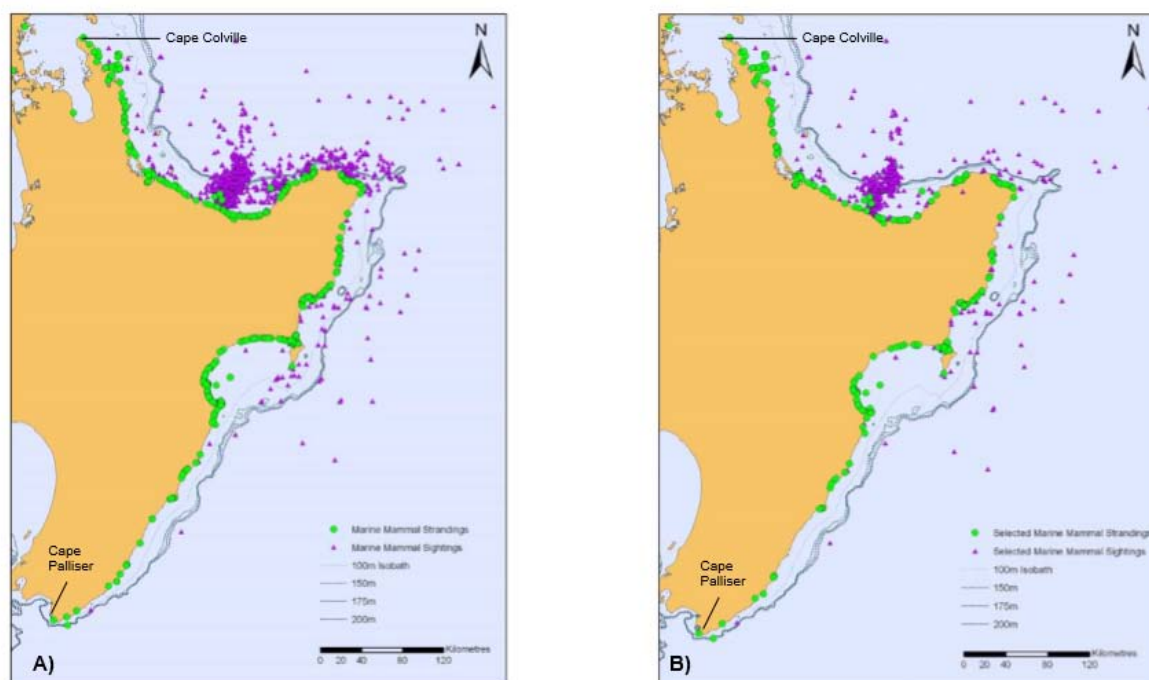 Cape Colville
N
Cape
Palliser
Marine Mammal Strandings
Marine Mammal Sightings
100m Isobath
150m
175m
200m
Kilometres
0 20 40 80 120
A)
Cape Colville
N
Cape
Palliser
Selected Marine Mammal Strandings
Selected Marine Mammal Sightings
100m Isobath
150m
175m
200m
Kilometres
0 20 40 80 120
B)